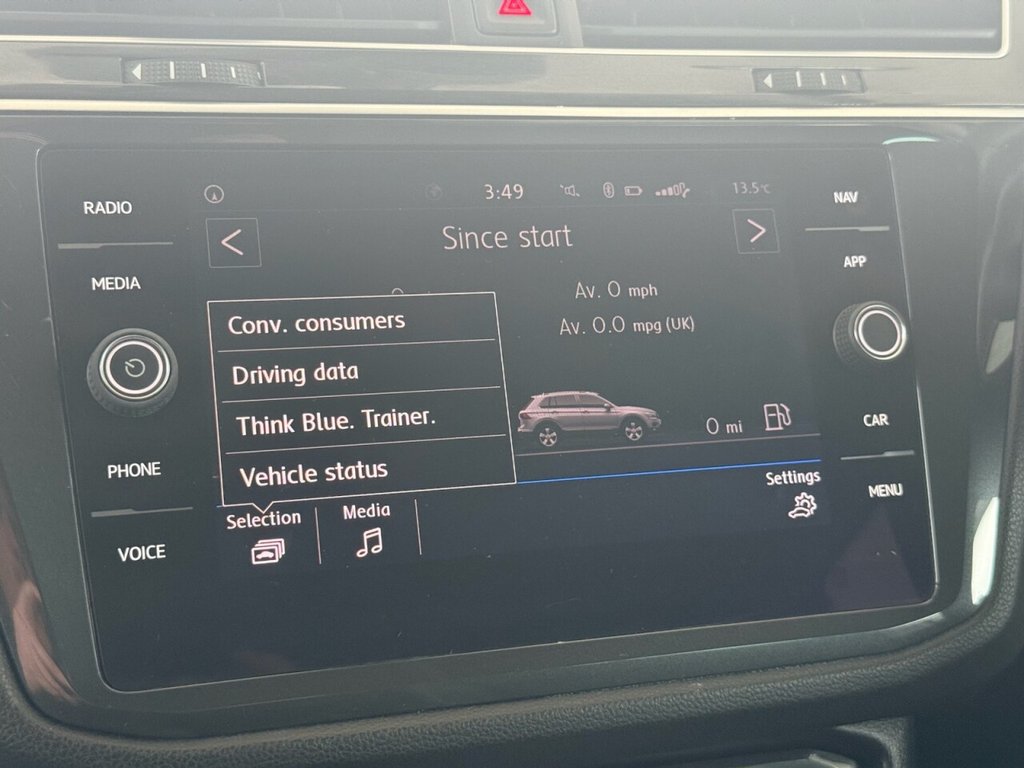 3:49
13.5°C
RADIO
NAV
Since start
MEDIA
APP
Av. 0 mph
Conv. consumers
Av. 0.0 mpg (UK)
Driving data
Think Blue. Trainer.
0 mi
CAR
PHONE
Vehicle status
Settings
MENU
Selection
Media
VOICE